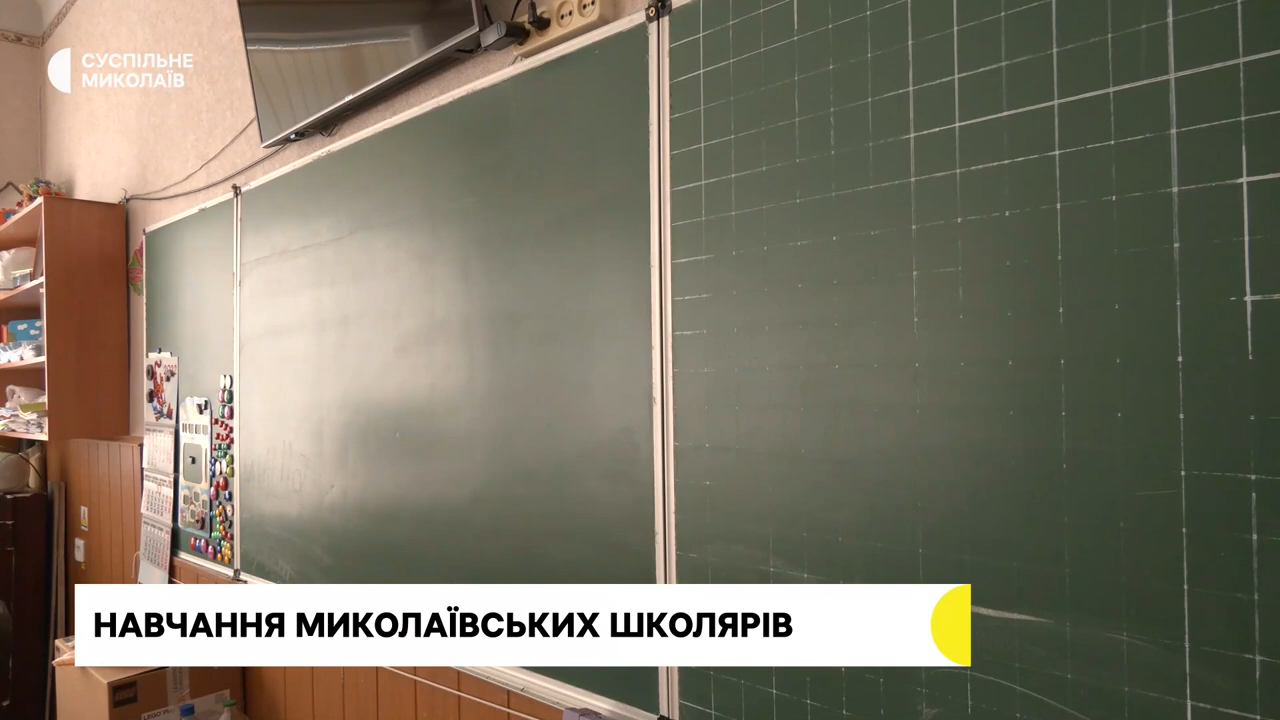 СУСПІЛЬНЕ
МИКОЛАЇВ
НАВЧАННЯ МИКОЛАЇВСЬКИХ ШКОЛЯРІВ